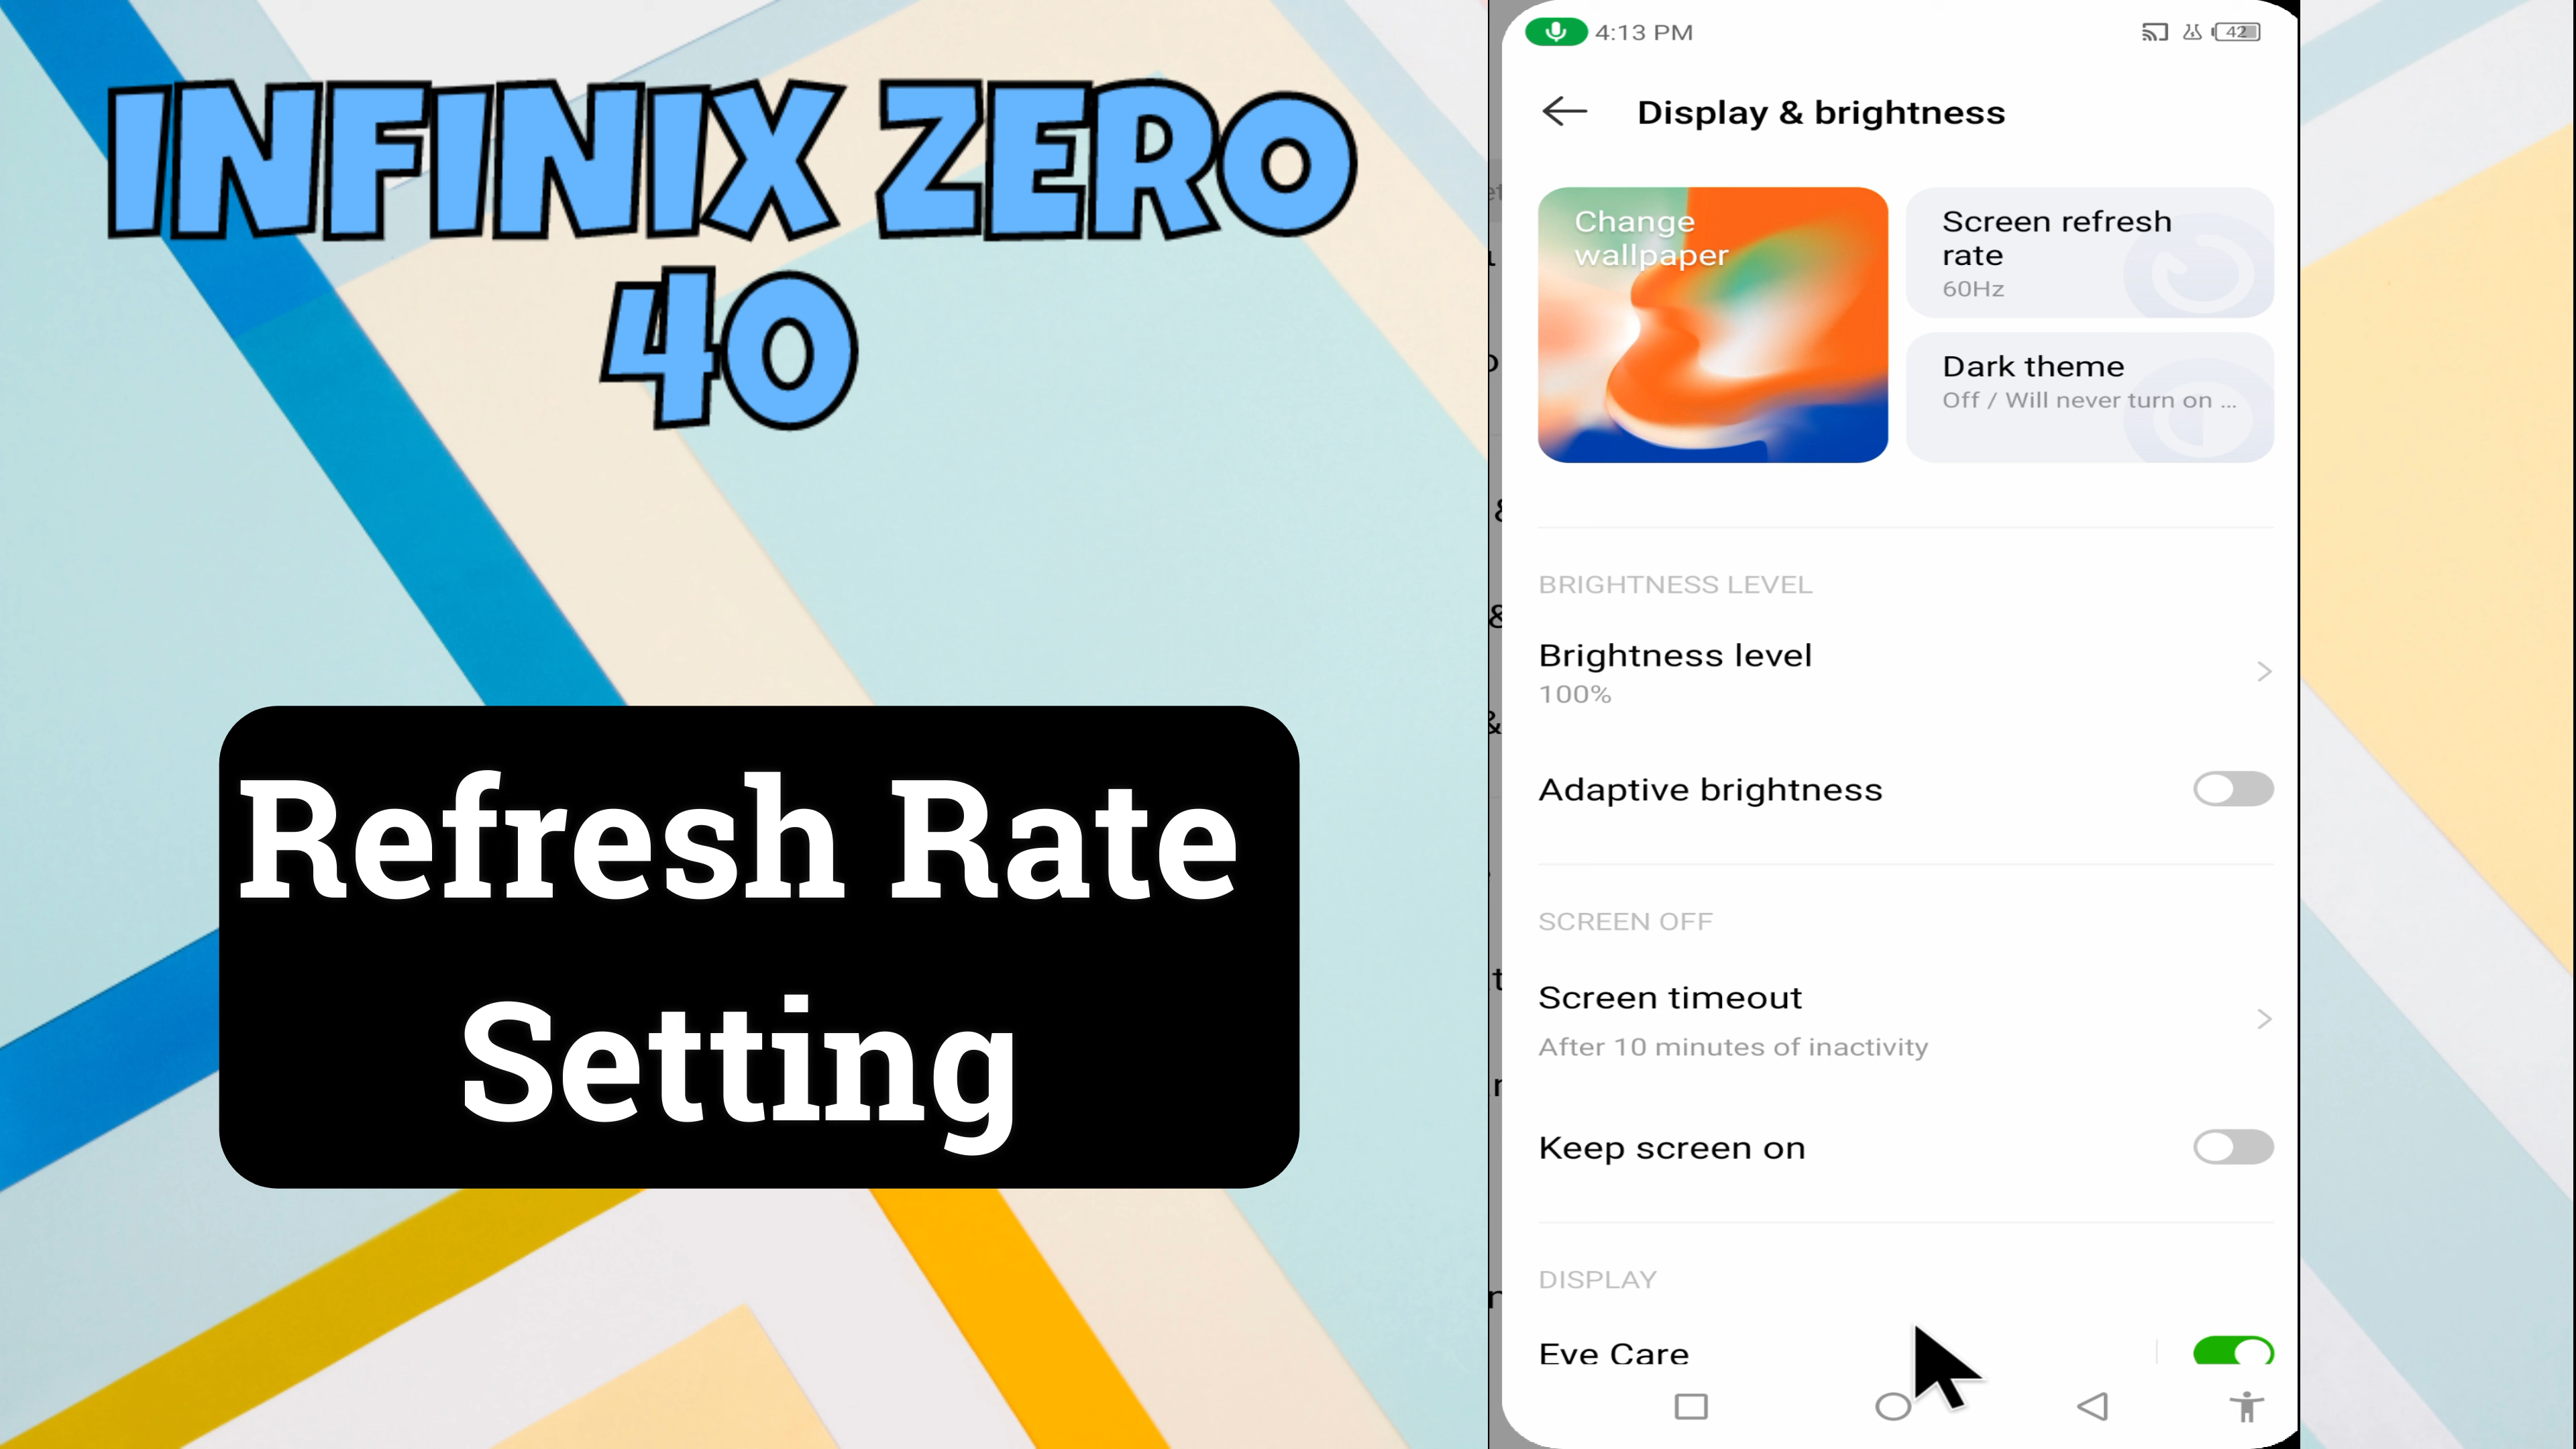 INFINIX ZERO
40
Refresh Rate
Setting
4:13 PM
42
Display & brightness
Change
wallpaper
Screen refresh
rate
60Hz
Dark theme
Off / Will never turn on ...
BRIGHTNESS LEVEL
Brightness level
100%
Adaptive brightness
SCREEN OFF
Screen timeout
After 10 minutes of inactivity
Keep screen on
DISPLAY
Eye Care